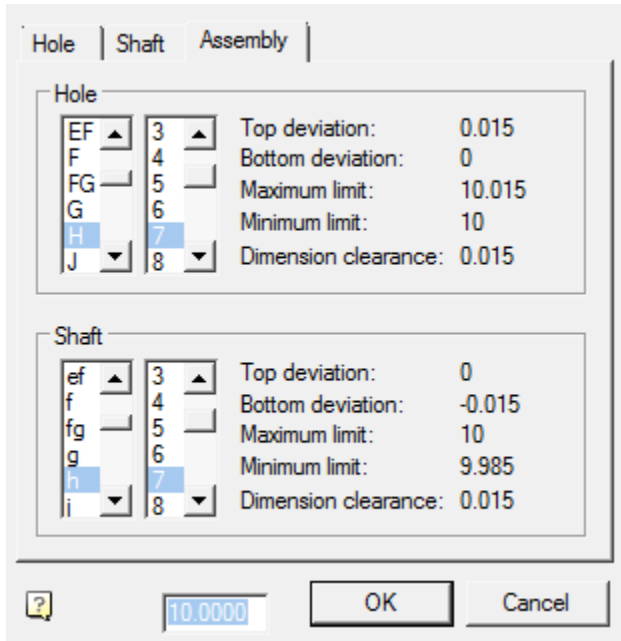 Hole Shaft Assembly
Hole
EF 3 Top deviation: 0.015
F 4 Bottom deviation: 0
FG 5 Maximum limit: 10.015
G 6 Minimum limit: 10
H 7 Dimension clearance: 0.015
J 8
Shaft
ef 3 Top deviation: 0
f 4 Bottom deviation: -0.015
fg 5 Maximum limit: 10
g 6 Minimum limit: 9.985
h 7 Dimension clearance: 0.015
i 8
? 10.0000 OK Cancel